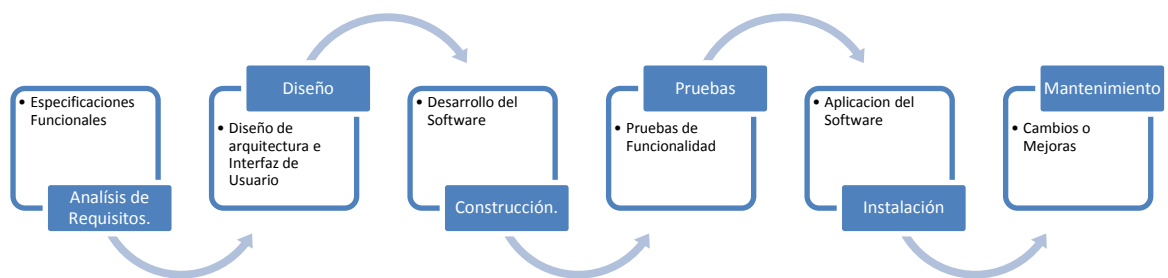 • Especificaciones
Funcionales
Analísis de
Requisitos.
Diseño
• Diseño de
arquitectura e
Interfaz de
Usuario
• Desarrollo del
Software
Construcción.
Pruebas
• Pruebas de
Funcionalidad
• Aplicacion del
Software
Instalación
Mantenimiento
• Cambios o
Mejoras